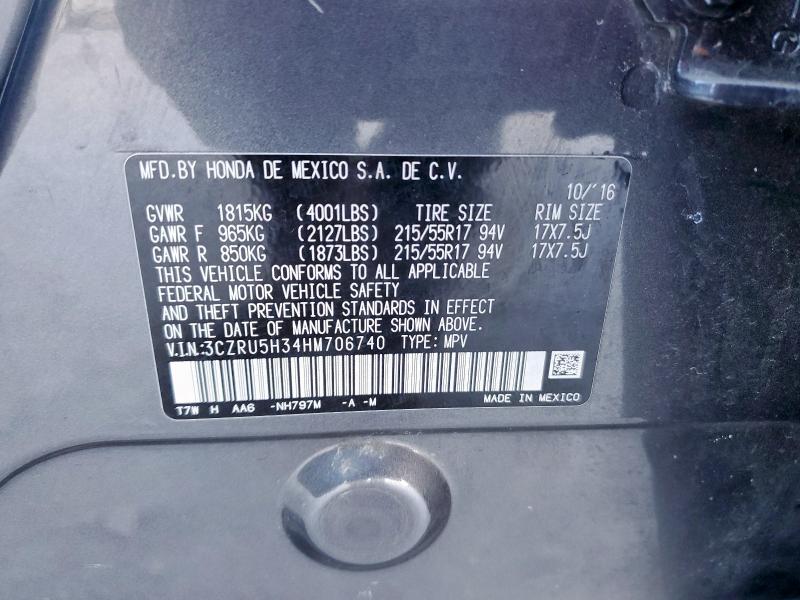 MFD.BY HONDA DE MEXICO S.A. DE C.V.
10/'16
GVWR 1815KG (4001LBS) TIRE SIZE RIM SIZE
GAWR F 965KG (2127LBS) 215/55R17 94V 17X7.5J
GAWR R 850KG (1873LBS) 215/55R17 94V 17X7.5J
THIS VEHICLE CONFORMS TO ALL APPLICABLE
FEDERAL MOTOR VEHICLE SAFETY
AND THEFT PREVENTION STANDARDS IN EFFECT
ON THE DATE OF MANUFACTURE SHOWN ABOVE.
V.I.N:3CZRU5H34HM706740 TYPE: MPV
T7W H AA6 -NH797M -A -M MADE IN MEXICO